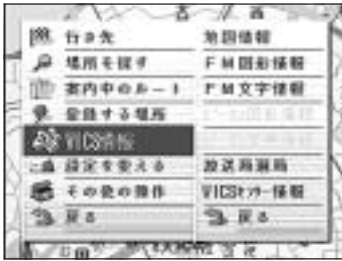 行き先
場所を探す
案内中のルート
登録する場所
VICS情報
設定を変える
その他の操作
戻る
地図情報
FM図形情報
FM文字情報
放送局選局
VICSセンター情報
戻る